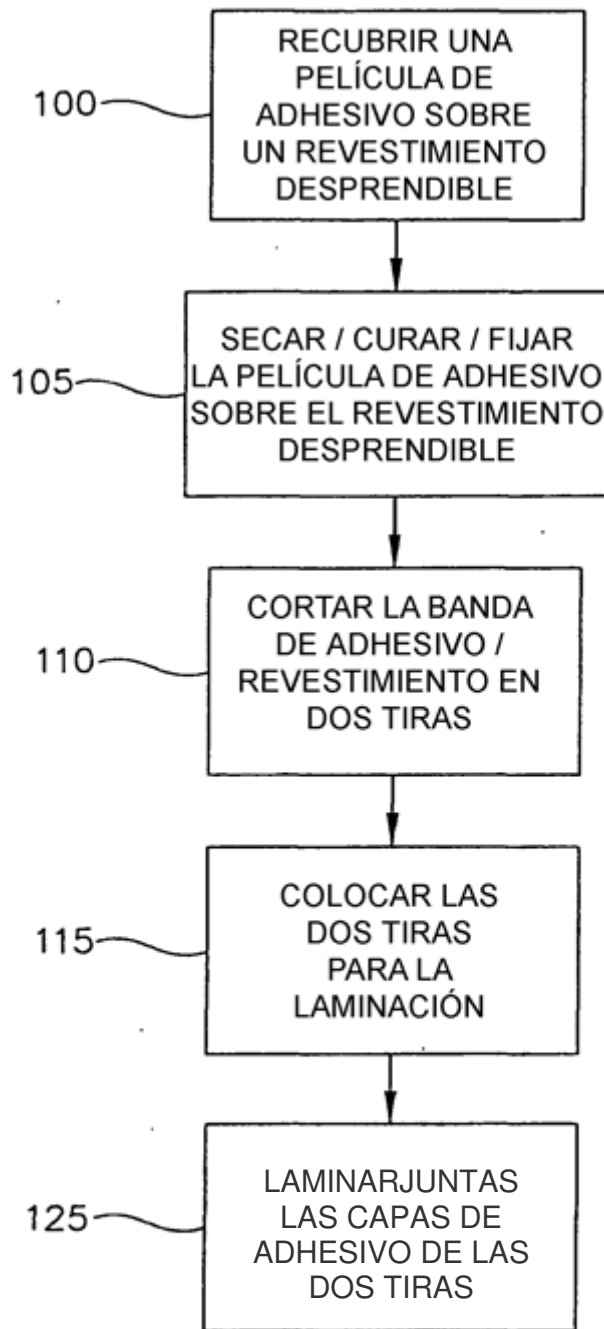 RECUBRIR UNA
PELÍCULA DE
ADHESIVO SOBRE
UN REVESTIMIENTO
DESPRENDIBLE
100
SECAR / CURAR / FIJAR
LA PELÍCULA DE ADHESIVO
SOBRE EL REVESTIMIENTO
DESPRENDIBLE
105
CORTAR LA BANDA
DE ADHESIVO /
REVESTIMIENTO EN
DOS TIRAS
110
COLOCAR LAS
DOS TIRAS
PARA LA
LAMINACIÓN
115
LAMINARJUNTAS
LAS CAPAS DE
ADHESIVO DE LAS
DOS TIRAS
125